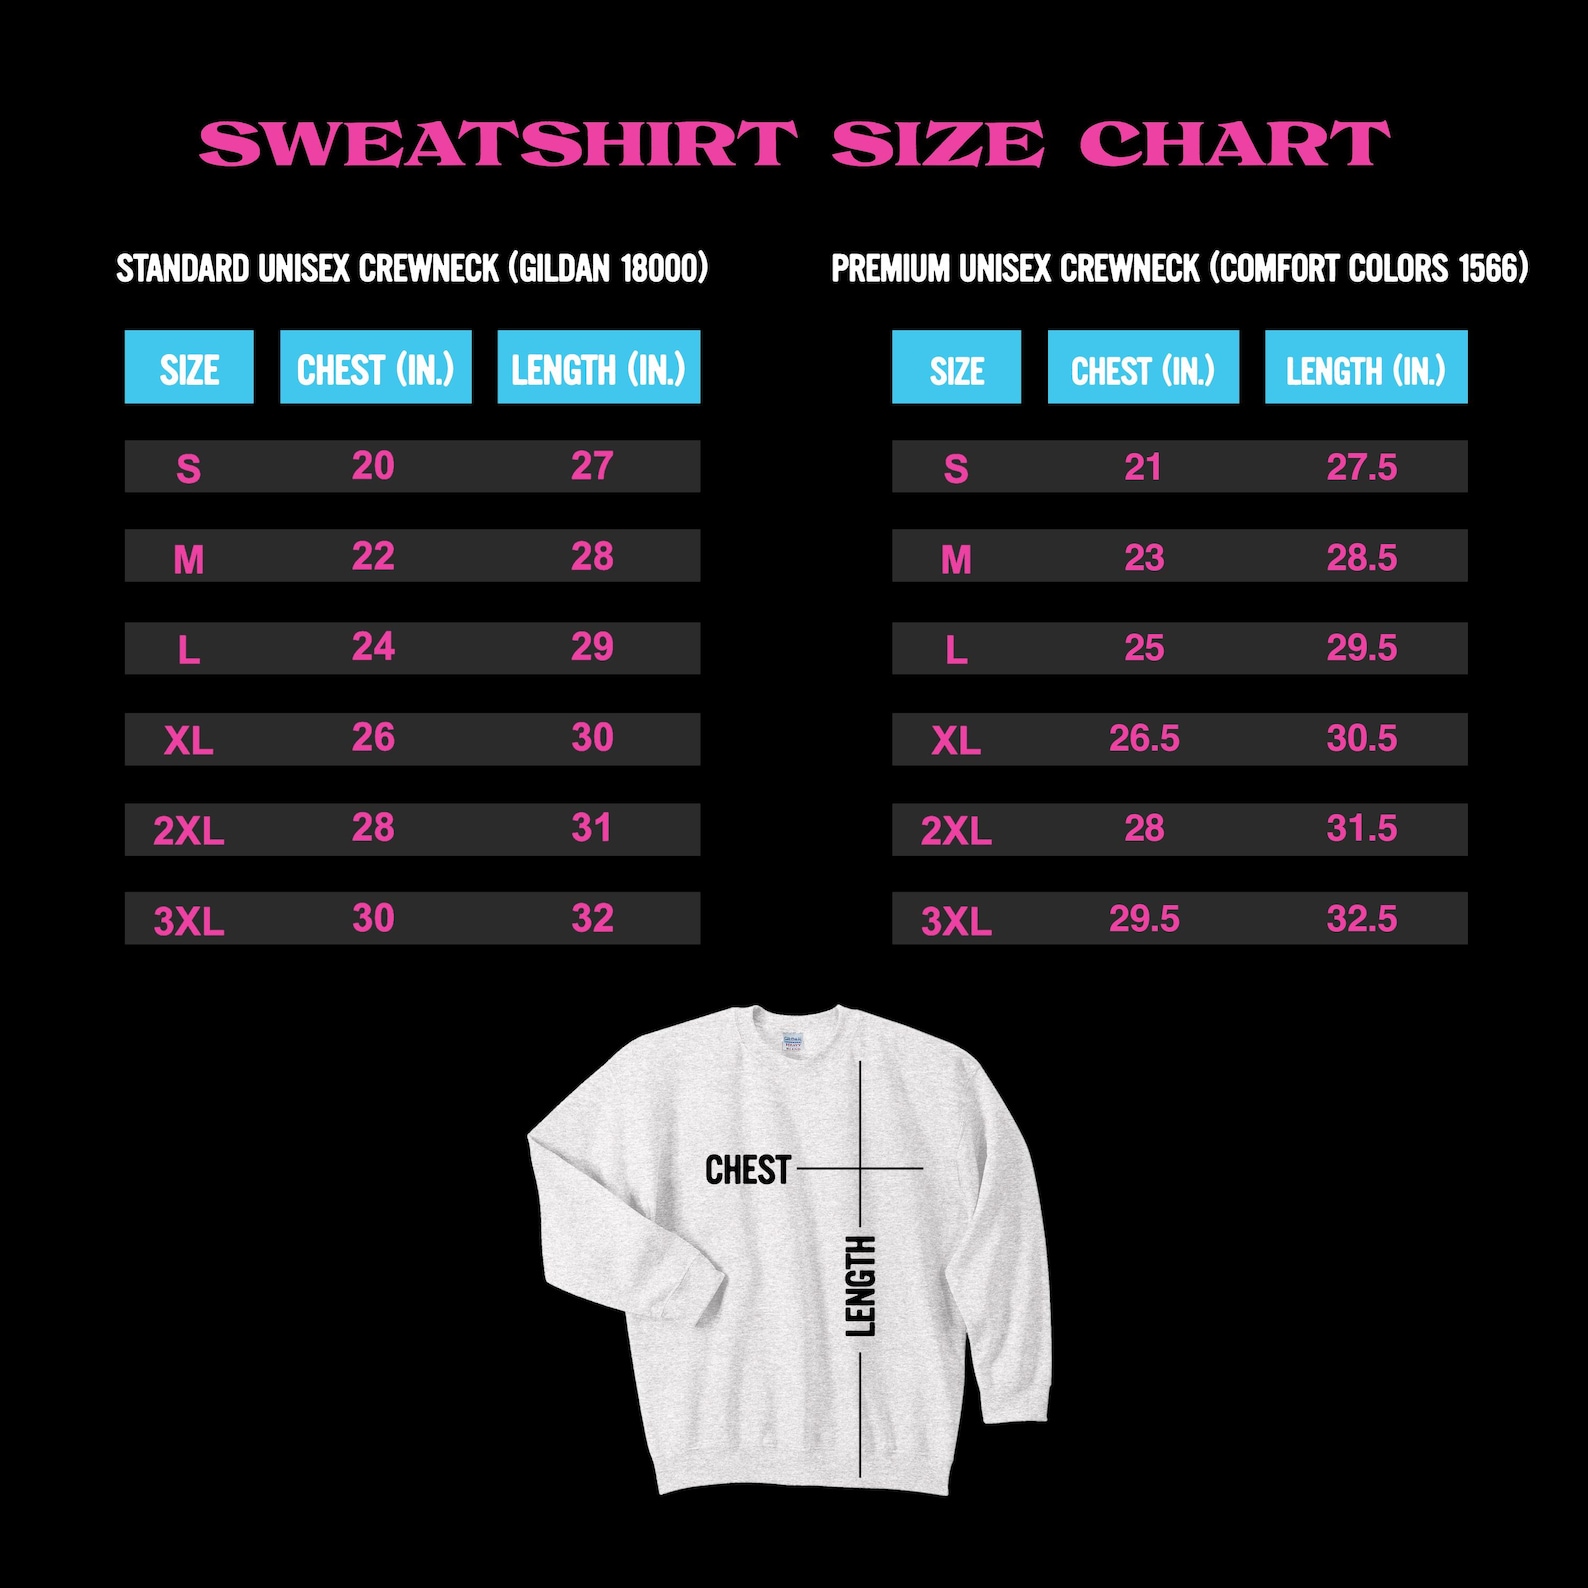 SWEATSHIRT SIZE CHART
STANDARD UNISEX CREWNECK (GILDAN 18000)
SIZE CHEST (IN.) LENGTH (IN.)
S 20 27
M 22 28
L 24 29
XL 26 30
2XL 28 31
3XL 30 32
PREMIUM UNISEX CREWNECK (COMFORT COLORS 1566)
SIZE CHEST (IN.) LENGTH (IN.)
S 21 27.5
M 23 28.5
L 25 29.5
XL 26.5 30.5
2XL 28 31.5
3XL 29.5 32.5
CHEST
LENGTH